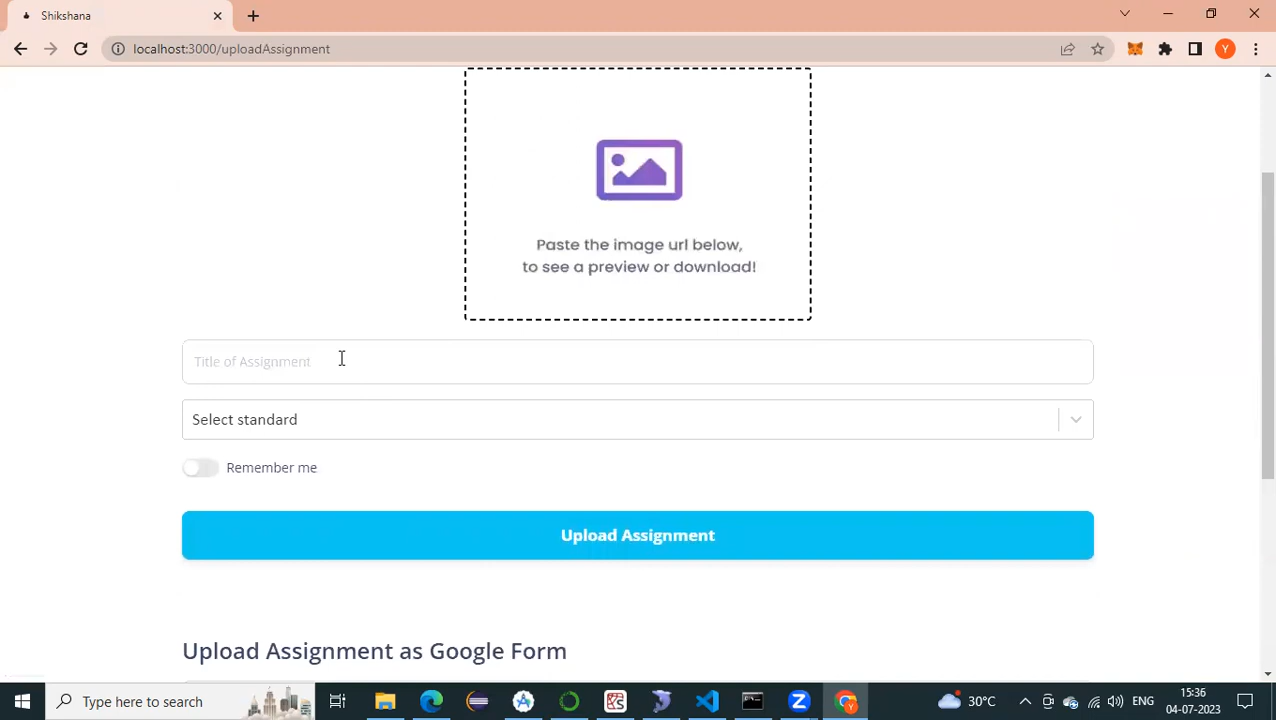 Shikshana
localhost:3000/uploadAssignment
Y
Paste the image url below,
to see a preview or download!
Title of Assignment
Select standard
Remember me
Upload Assignment
Upload Assignment as Google Form
Type here to search
30°C
ENG
15:36
04-07-2023